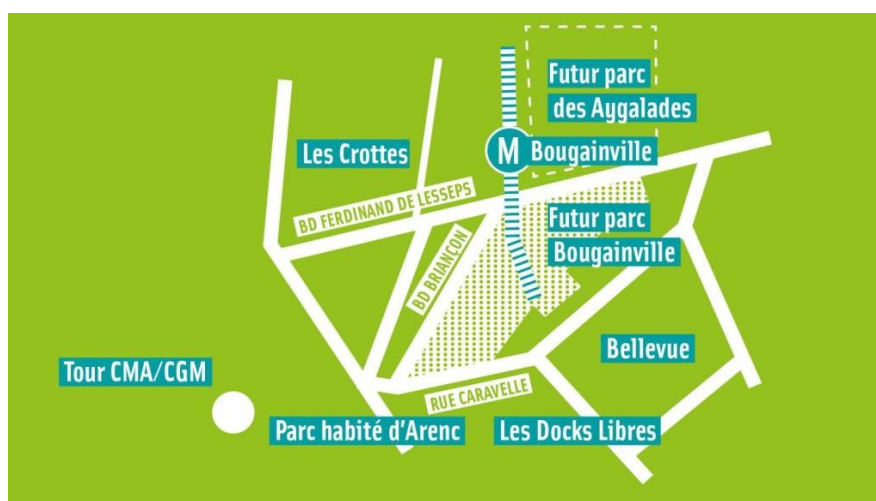 Futur parc
des Aygalades
Les Crottes
M Bougainville
BD FERDINAND DE LESSEPS
Futur parc
Bougainville
BD BRIANÇON
Bellevue
Tour CMA/CGM
RUE CARAVELLE
Parc habité d'Arenc
Les Docks Libres